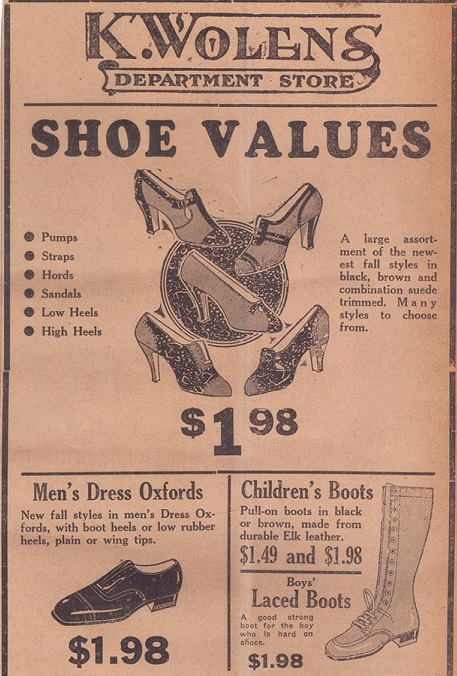 K. WOLENS
DEPARTMENT STORE
SHOE VALUES
Pumps
Straps
Hords
Sandals
Low Heels
High Heels
A large assort-
ment of the new-
est fall styles in
black, brown and
combination suede
trimmed. Many
styles to choose
from.
$1 98
Men's Dress Oxfords
New fall styles in men's Dress Ox-
fords, with boot heels or low rubber
heels, plain or wing tips.
$1.98
Children's Boots
Pull-on boots in black
or brown, made from
durable Elk leather.
$1.49 and $1.98
Boys'
Laced Boots
A good strong
boot for the boy
who is hard on
shoes.
$1.98